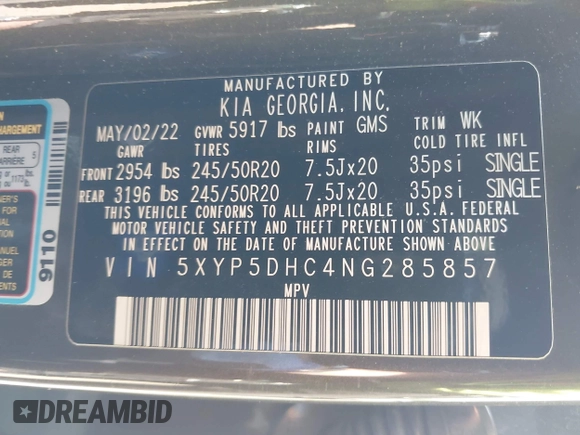 MANUFACTURED BY
KIA GEORGIA, INC.
MAY/02/22 GVWR 5917 lbs PAINT GMS TRIM WK
GAWR TIRES RIMS COLD TIRE INFL
FRONT 2954 lbs 245/50R20 7.5Jx20 35psi SINGLE
REAR 3196 lbs 245/50R20 7.5Jx20 35psi SINGLE
THIS VEHICLE CONFORMS TO ALL APPLICABLE U.S.A. FEDERAL
MOTOR VEHICLE SAFETY AND THEFT PREVENTION STANDARDS
IN EFFECT ON THE DATE OF MANUFACTURE SHOWN ABOVE.
VIN 5XYP5DHC4NG285857
MPV
REAR
5
9110
DREAMBID